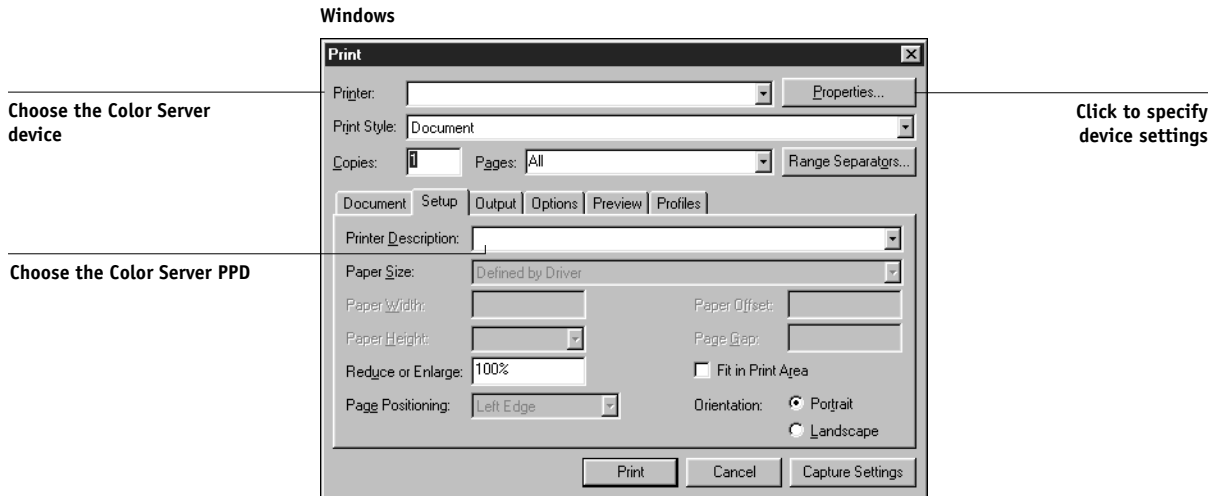 Windows
Print
Printer:
Properties...
Choose the Color Server
device
Click to specify
device settings
Print Style: Document
Copies: 1 Pages: All Range Separators...
Document Setup Output Options Preview Profiles
Printer Description:
Choose the Color Server PPD
Paper Size: Defined by Driver
Paper Width: Paper Offset:
Paper Height: Page Gap:
Reduce or Enlarge: 100% Fit in Print Area
Page Positioning: Left Edge Orientation: Portrait
Landscape
Print Cancel Capture Settings